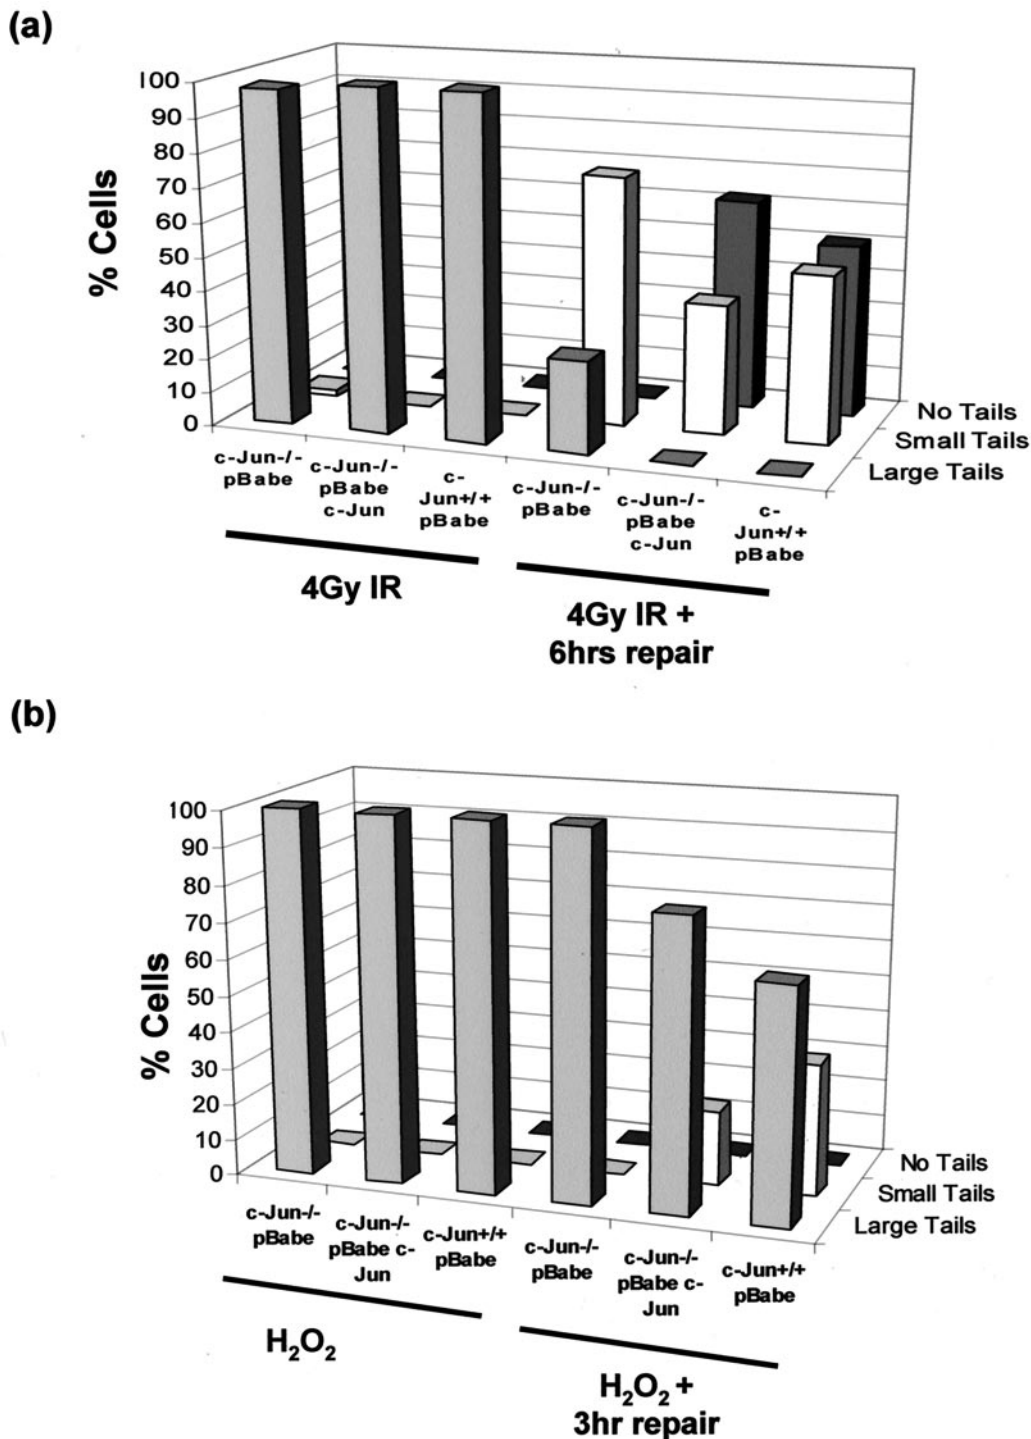 (a)
% Cells
100
90
80
70
60
50
40
30
20
10
0
c-Jun-/-
pBabe
c-Jun-/-
pBabe
c-Jun
c-
Jun+/+
pBabe
c-Jun-/-
pBabe
c-Jun-/-
pBabe
c-Jun
c-
Jun+/+
pBabe
No Tails
Small Tails
Large Tails
4Gy IR
4Gy IR +
6hrs repair
(b)
% Cells
100
90
80
70
60
50
40
30
20
10
0
c-Jun-/-
pBabe
c-Jun-/-
pBabe c-
Jun
c-Jun+/+
pBabe
c-Jun-/-
pBabe
c-Jun-/-
pBabe c-
Jun
c-Jun+/+
pBabe
No Tails
Small Tails
Large Tails
H₂O₂
H₂O₂ +
3hr repair